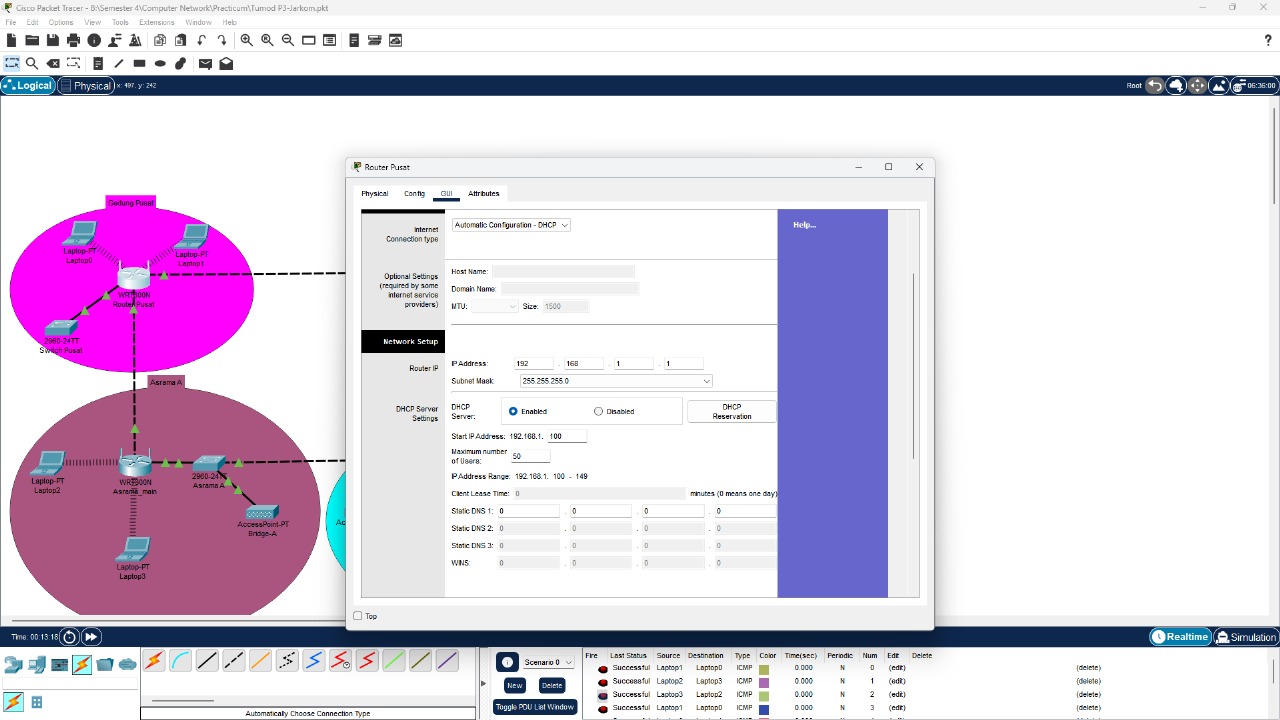 Cisco Packet Tracer - B:\Semester 4\Computer Network\Practicum\Tumod P3-Jarkom.pkt
File Edit Options View Tools Extensions Window Help
Logical Physical x: 497, y: 242
Root 06:36:00
Router Pusat
Physical Config GUI Attributes
Internet
Connection type
Automatic Configuration - DHCP
Help...
Optional Settings
(required by some
internet service
providers)
Host Name:
Domain Name:
MTU: Size: 1500
Network Setup
Router IP
IP Address: 192 . 168 . 1 . 1
Subnet Mask: 255.255.255.0
DHCP Server
Settings
DHCP
Server:
Enabled Disabled
DHCP
Reservation
Start IP Address: 192.168.1. 100
Maximum number
of Users: 50
IP Address Range: 192.168.1. 100 - 149
Client Lease Time: 0 minutes (0 means one day)
Static DNS 1: 0 . 0 . 0 . 0
Static DNS 2: 0 . 0 . 0 . 0
Static DNS 3: 0 . 0 . 0 . 0
WINS: 0 . 0 . 0 . 0
Top
Gedung Pusat
Laptop-PT
Laptop0
Laptop-PT
Laptop1
WRT300N
Router Pusat
2960-24TT
Switch Pusat
Asrama A
Laptop-PT
Laptop2
WRT300N
Asrama_main
2960-24TT
Asrama A
AccessPoint-PT
Bridge-A
Laptop-PT
Laptop3
Time: 00:13:16
Realtime Simulation
Automatically Choose Connection Type
Scenario 0
New Delete
Toggle PDU List Window
Fire Last Status Source Destination Type Color Time(sec) Periodic Num Edit Delete
Successful Laptop1 Laptop0 ICMP 0.000 N 0 (edit) (delete)
Successful Laptop2 Laptop3 ICMP 0.000 N 1 (edit) (delete)
Successful Laptop3 Laptop2 ICMP 0.000 N 2 (edit) (delete)
Successful Laptop1 Laptop0 ICMP 0.000 N 3 (edit) (delete)